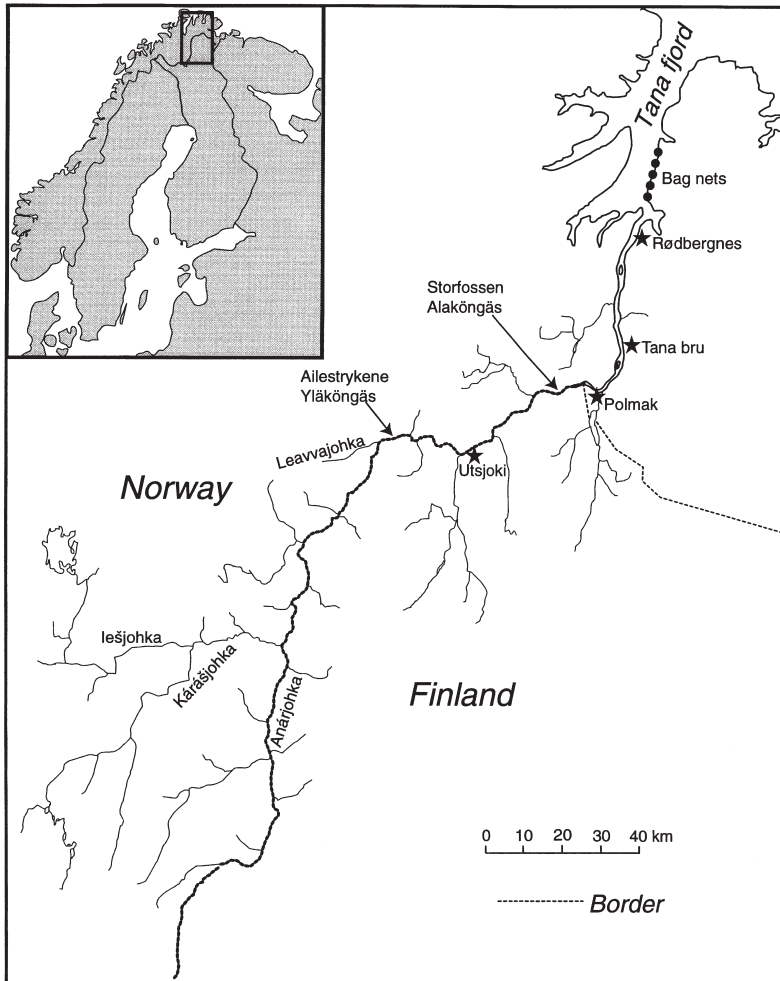 Tana fjord
Bag nets
Rødbergnes
Storfossen
Alaköngäs
Tana bru
Ailestrykene
Yläköngäs
Polmak
Leavvajohka
Utsjoki
Norway
Iešjohka
Kárášjohka
Anárjohka
Finland
0 10 20 30 40 km
Border